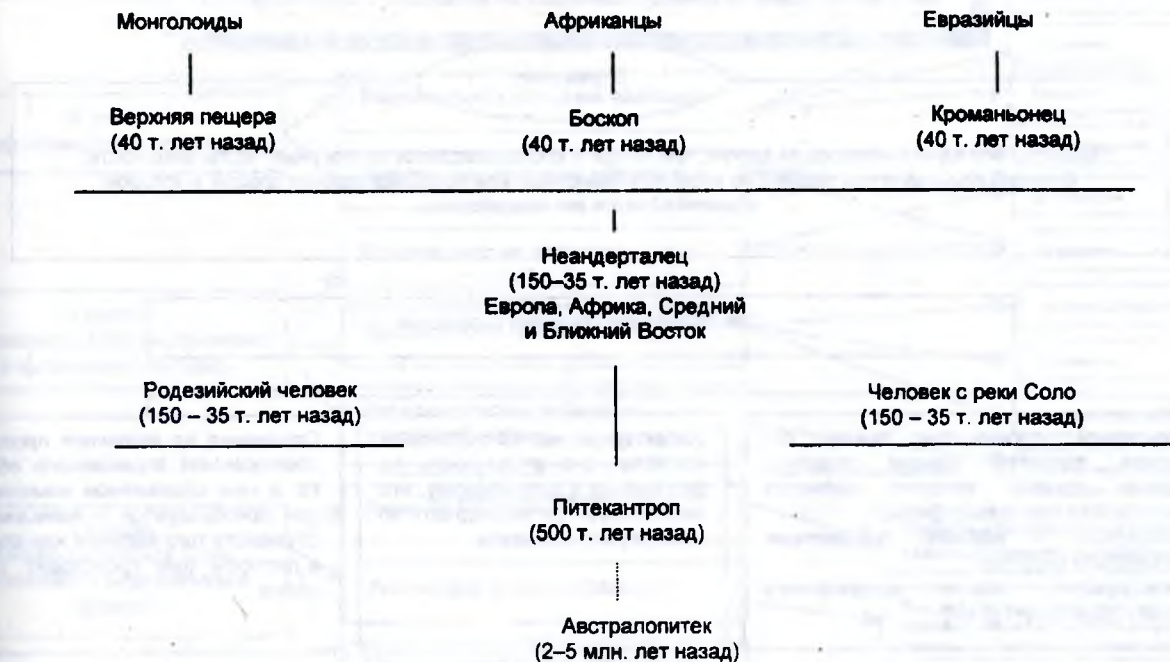 Монголоиды
Африканцы
Евразийцы
Верхняя пещера
(40 т. лет назад)
Боскоп
(40 т. лет назад)
Кроманьонец
(40 т. лет назад)
Неандерталец
(150–35 т. лет назад)
Европа, Африка, Средний
и Ближний Восток
Родезийский человек
(150 – 35 т. лет назад)
Человек с реки Соло
(150 – 35 т. лет назад)
Питекантроп
(500 т. лет назад)
Австралопитек
(2–5 млн. лет назад)